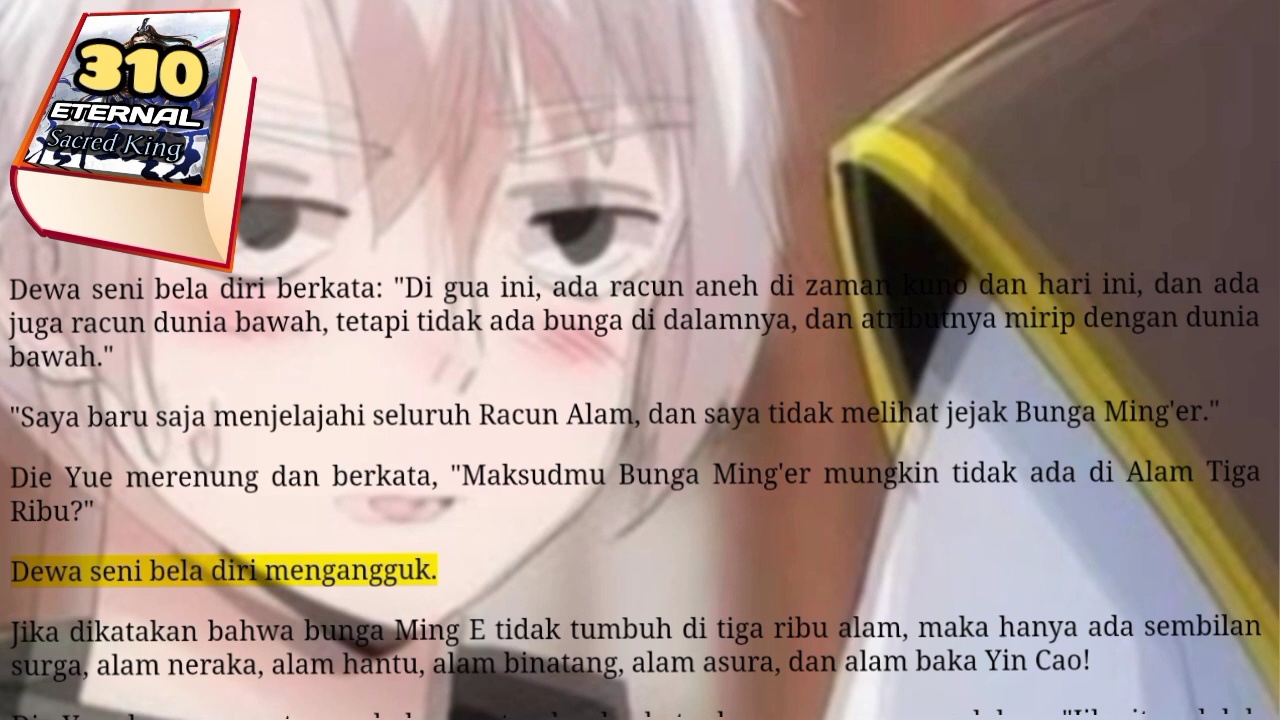 310
ETERNAL
Sacred King
Dewa seni bela diri berkata: "Di gua ini, ada racun aneh di zaman kuno dan hari ini, dan ada
juga racun dunia bawah, tetapi tidak ada bunga di dalamnya, dan atributnya mirip dengan dunia
bawah."
"Saya baru saja menjelajahi seluruh Racun Alam, dan saya tidak melihat jejak Bunga Ming'er."
Die Yue merenung dan berkata, "Maksudmu Bunga Ming'er mungkin tidak ada di Alam Tiga
Ribu?"
Dewa seni bela diri mengangguk.
Jika dikatakan bahwa bunga Ming E tidak tumbuh di tiga ribu alam, maka hanya ada sembilan
surga, alam neraka, alam hantu, alam binatang, alam asura, dan alam baka Yin Cao!